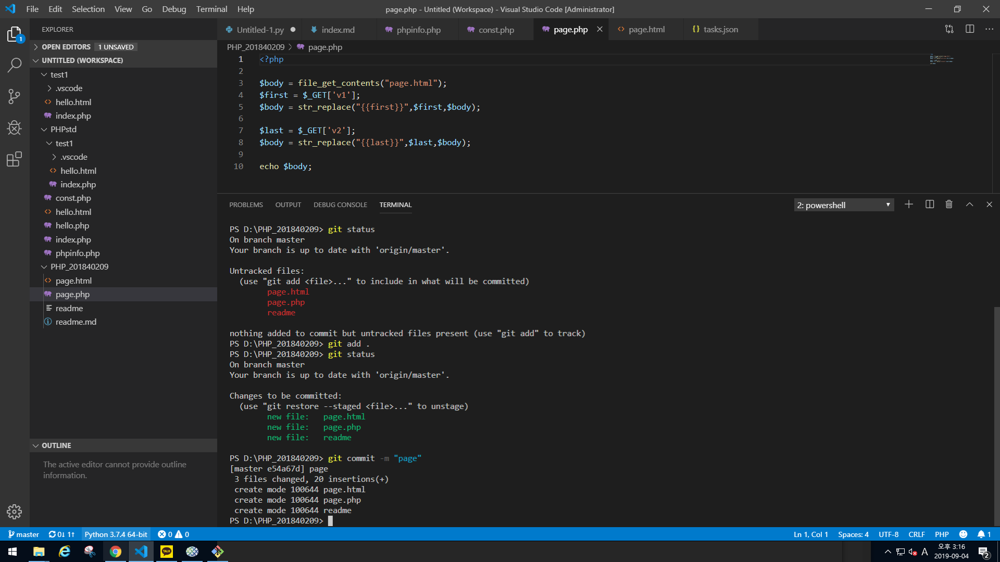 File Edit Selection View Go Debug Terminal Help
page.php - Untitled (Workspace) - Visual Studio Code [Administrator]
1
EXPLORER
OPEN EDITORS 1 UNSAVED
UNTITLED (WORKSPACE)
test1
.vscode
hello.html
index.php
PHPstd
test1
.vscode
hello.html
index.php
const.php
hello.html
hello.php
index.php
phpinfo.php
PHP_201840209
page.html
page.php
readme
readme.md
OUTLINE
The active editor cannot provide outline
information.
Untitled-1.py index.md phpinfo.php const.php page.php page.html tasks.json
PHP_201840209 > page.php
1 <?php
2
3 $body = file_get_contents("page.html");
4 $first = $_GET['v1'];
5 $body = str_replace("{{first}}",$first,$body);
6
7 $last = $_GET['v2'];
8 $body = str_replace("{{last}}",$last,$body);
9
10 echo $body;
PROBLEMS OUTPUT DEBUG CONSOLE TERMINAL
2: powershell
PS D:\PHP_201840209> git status
On branch master
Your branch is up to date with 'origin/master'.
Untracked files:
(use "git add <file>..." to include in what will be committed)
page.html
page.php
readme
nothing added to commit but untracked files present (use "git add" to track)
PS D:\PHP_201840209> git add .
PS D:\PHP_201840209> git status
On branch master
Your branch is up to date with 'origin/master'.
Changes to be committed:
(use "git restore --staged <file>..." to unstage)
new file: page.html
new file: page.php
new file: readme
PS D:\PHP_201840209> git commit -m "page"
[master e54a67d] page
3 files changed, 20 insertions(+)
create mode 100644 page.html
create mode 100644 page.php
create mode 100644 readme
PS D:\PHP_201840209>
master 0↓ 1↑ Python 3.7.4 64-bit 0 0
Ln 1, Col 1 Spaces: 4 UTF-8 CRLF PHP 1
TALK
A
오후 3:16
2019-09-04
2